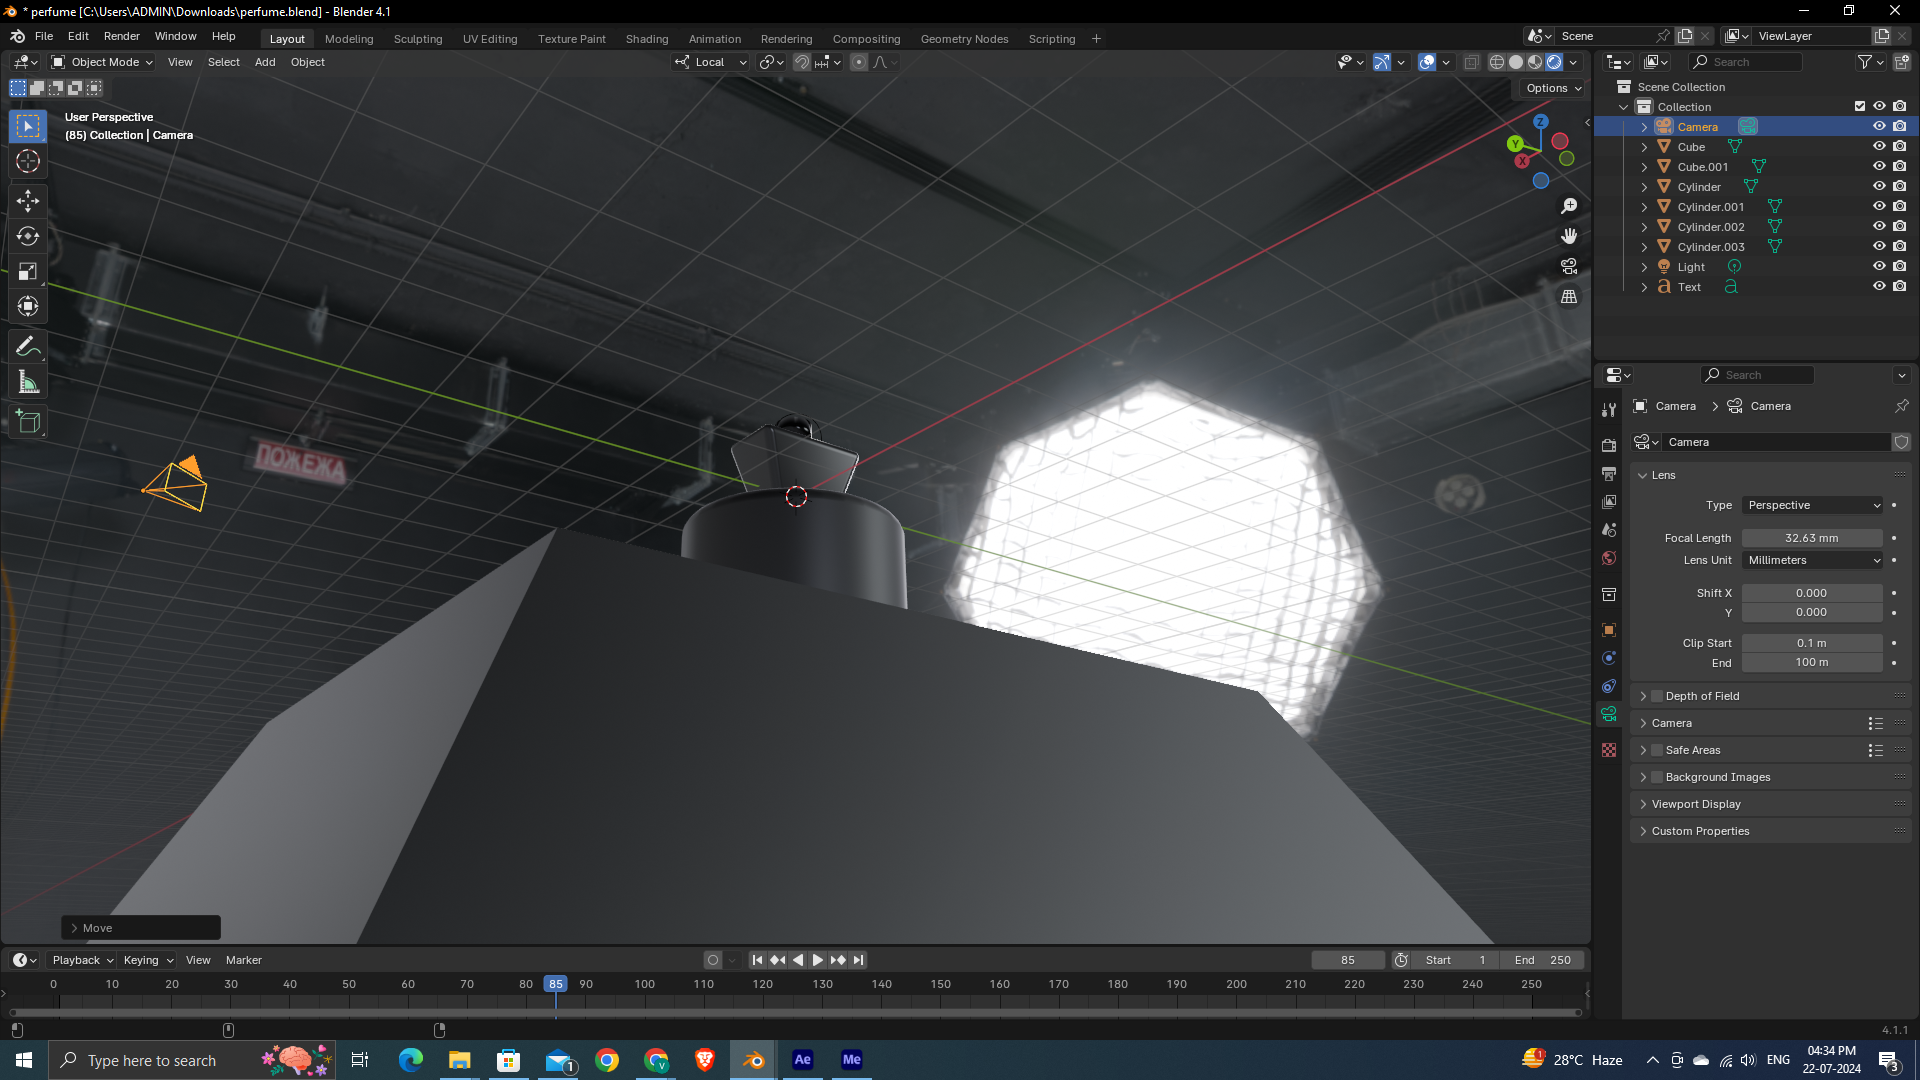 * perfume [C:\Users\ADMIN\Downloads\perfume.blend] - Blender 4.1
File Edit Render Window Help
Layout Modeling Sculpting UV Editing Texture Paint Shading Animation Rendering Compositing Geometry Nodes Scripting +
Scene
ViewLayer
Object Mode View Select Add Object
Local
Search
Options
User Perspective
(85) Collection | Camera
Z
Y
X
ПОЖЕЖА
Scene Collection
Collection
Camera
Cube
Cube.001
Cylinder
Cylinder.001
Cylinder.002
Cylinder.003
Light
Text
Search
Camera > Camera
Camera
Lens
Type Perspective
Focal Length 32.63 mm
Lens Unit Millimeters
Shift X 0.000
Y 0.000
Clip Start 0.1 m
End 100 m
Depth of Field
Camera
Safe Areas
Background Images
Viewport Display
Custom Properties
> Move
Playback Keying View Marker
85 Start 1 End 250
0 10 20 30 40 50 60 70 80 85 90 100 110 120 130 140 150 160 170 180 190 200 210 220 230 240 250
4.1.1
Type here to search
1
V
Ae
Me
1
28°C Haze
ENG
04:34 PM
22-07-2024
3